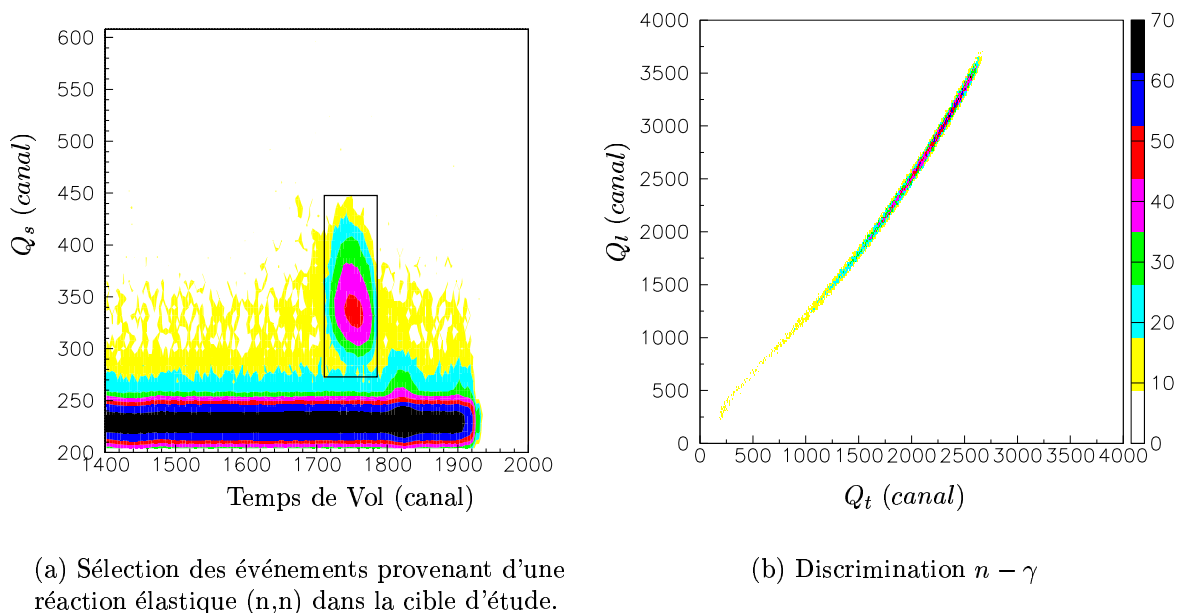 600
550
500
450
400
350
300
250
200
1400 1500 1600 1700 1800 1900 2000
Q_s (canal)
Temps de Vol (canal)
4000
3500
3000
2500
2000
1500
1000
500
0
0 500 1000 1500 2000 2500 3000 3500 4000
Q_l (canal)
Q_t (canal)
70
60
50
40
30
20
10
0
(a) Sélection des événements provenant d'une
réaction élastique (n,n) dans la cible d'étude.
(b) Discrimination n − γ